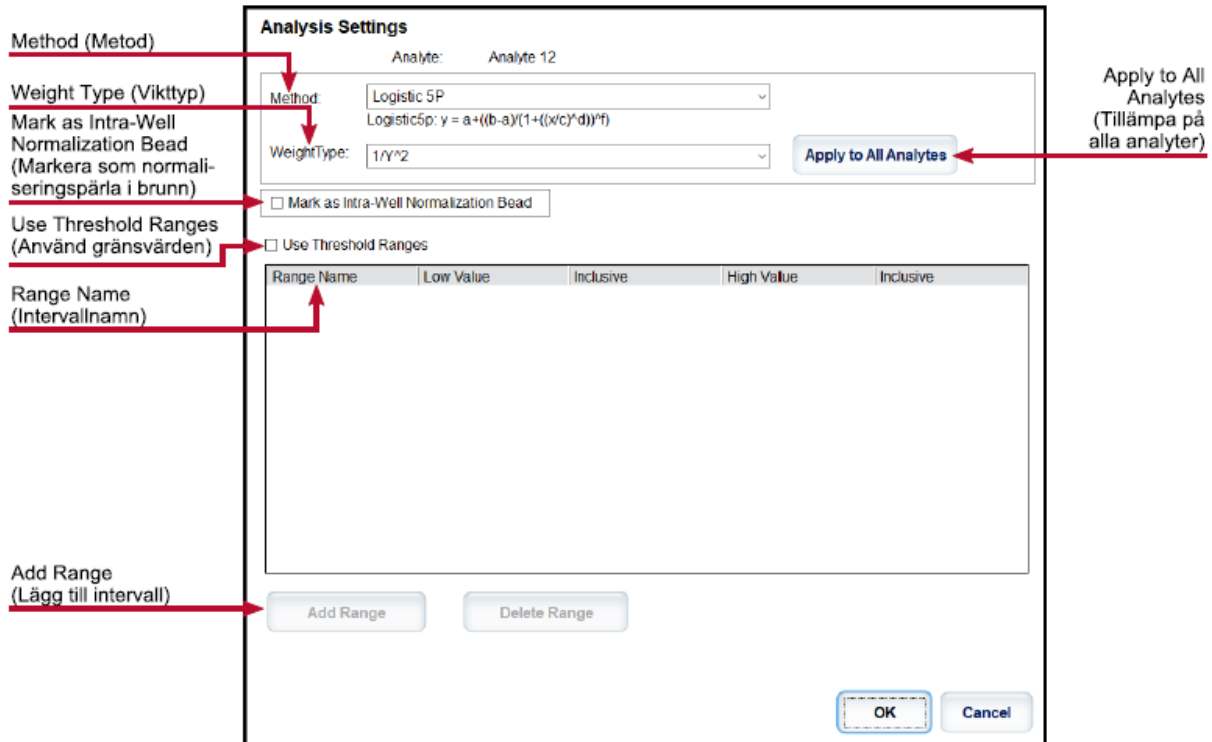 Method (Metod)
Weight Type (Vikttyp)
Mark as Intra-Well
Normalization Bead
(Markera som normali-
seringspärla i brunn)
Use Threshold Ranges
(Använd gränsvärden)
Range Name
(Intervallnamn)
Add Range
(Lägg till intervall)
Analysis Settings
Analyte: Analyte 12
Method: Logistic 5P
Logistic5p: y = a+((b-a)/(1+((x/c)^d))^f)
WeightType: 1/Y^2
Apply to All Analytes
Mark as Intra-Well Normalization Bead
Use Threshold Ranges
Range Name Low Value Inclusive High Value Inclusive
Add Range Delete Range
OK Cancel
Apply to All
Analytes
(Tillämpa på
alla analyter)